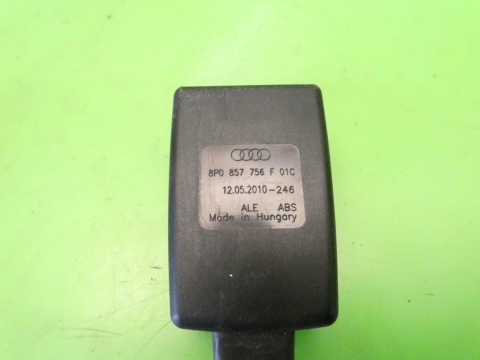 8P0 857 756 F 01C
12.05.2010-246
ALE ABS
Made in Hungary